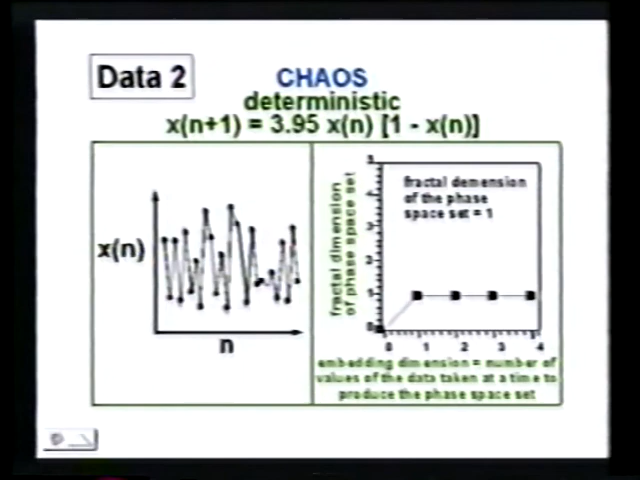 Data 2
CHAOS
deterministic
x(n+1) = 3.95 x(n) [1 - x(n)]
x(n)
n
fractal dimension
of phase space set
5
4
3
2
1
0
fractal demension
of the phase
space set = 1
0 1 2 3 4
embedding dimension = number of
values of the data taken at a time to
produce the phase space set